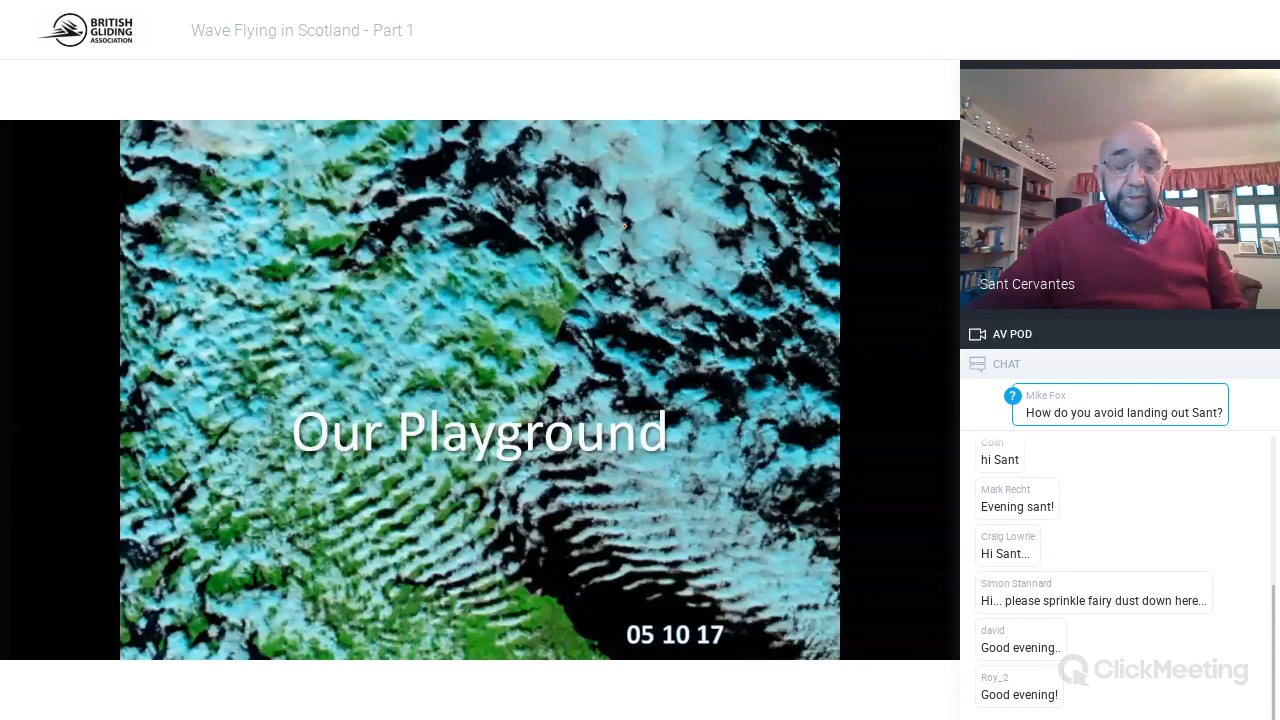 BRITISH
GLIDING
ASSOCIATION
Wave Flying in Scotland - Part 1
Our Playground
05 10 17
Sant Cervantes
AV POD
CHAT
?
Mike Fox
How do you avoid landing out Sant?
Colin
hi Sant
Mark Recht
Evening sant!
Craig Lowrie
Hi Sant...
Simon Stannard
Hi... please sprinkle fairy dust down here...
david
Good evening..
Roy_2
Good evening!
ClickMeeting